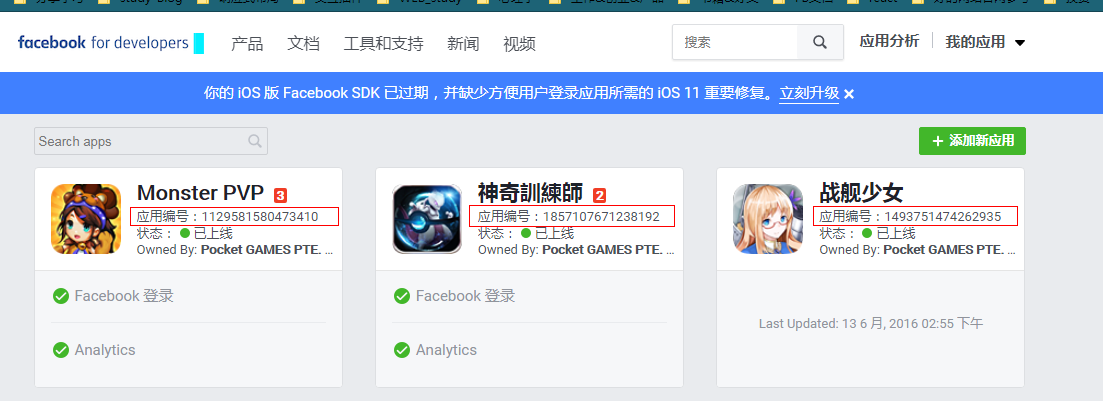 facebook for developers 产品 文档 工具和支持 新闻 视频 搜索 应用分析 我的应用
你的 iOS 版 Facebook SDK 已过期，并缺少方便用户登录应用所需的 iOS 11 重要修复。立刻升级 ×
Search apps
+ 添加新应用
Monster PVP 3
应用编号：1129581580473410
状态： 已上线
Owned By: Pocket GAMES PTE. ...
Facebook 登录
Analytics
神奇訓練師 2
应用编号：1857107671238192
状态： 已上线
Owned By: Pocket GAMES PTE. ...
Facebook 登录
Analytics
战舰少女
应用编号：1493751474262935
状态： 已上线
Owned By: Pocket GAMES PTE. ...
Last Updated: 13 6 月, 2016 02:55 下午